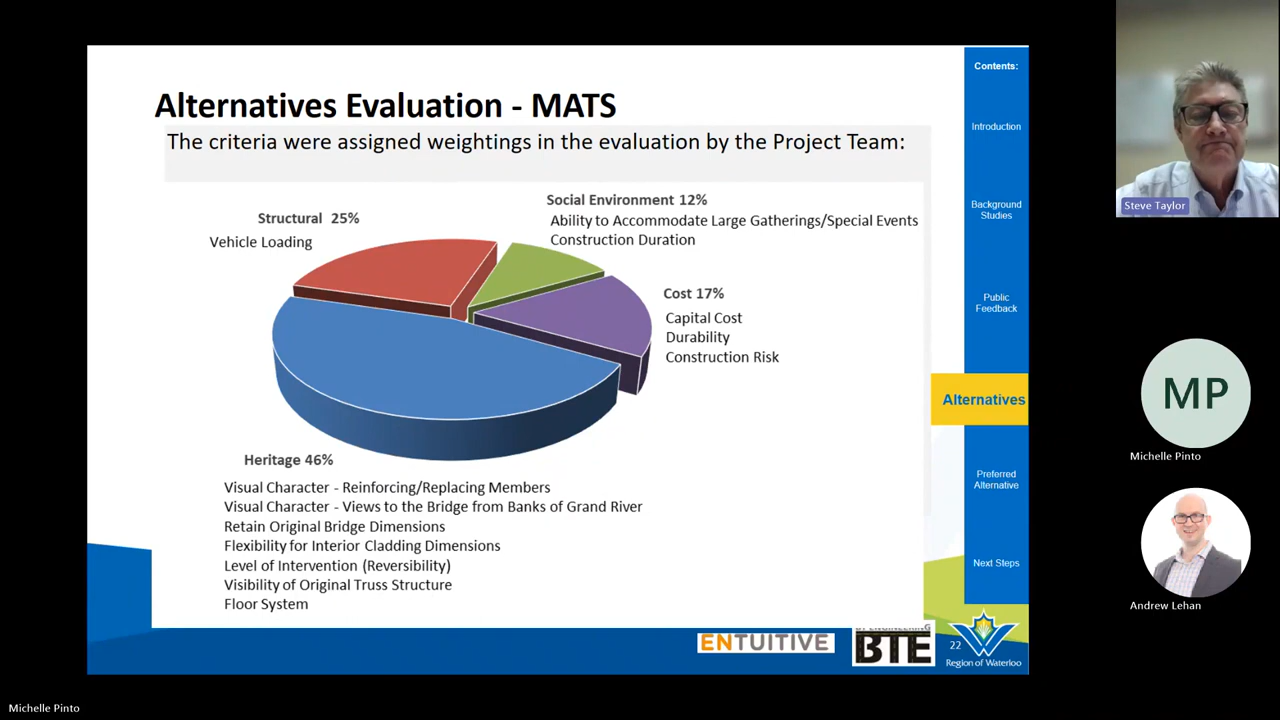 Alternatives Evaluation - MATS
The criteria were assigned weightings in the evaluation by the Project Team:
Structural 25%
Vehicle Loading
Social Environment 12%
Ability to Accommodate Large Gatherings/Special Events
Construction Duration
Cost 17%
Capital Cost
Durability
Construction Risk
Heritage 46%
Visual Character - Reinforcing/Replacing Members
Visual Character - Views to the Bridge from Banks of Grand River
Retain Original Bridge Dimensions
Flexibility for Interior Cladding Dimensions
Level of Intervention (Reversibility)
Visibility of Original Truss Structure
Floor System
Contents:
Introduction
Background
Studies
Public
Feedback
Alternatives
Preferred
Alternative
Next Steps
ENTUITIVE
ENGINEERING
BTE
22
Region of Waterloo
Steve Taylor
MP
Michelle Pinto
Andrew Lehan
Michelle Pinto